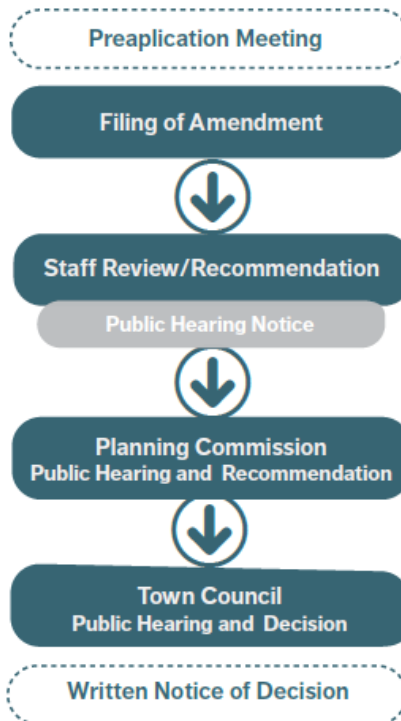 Preaplication Meeting
Filing of Amendment
Staff Review/Recommendation
Public Hearing Notice
Planning Commission
Public Hearing and Recommendation
Town Council
Public Hearing and Decision
Written Notice of Decision